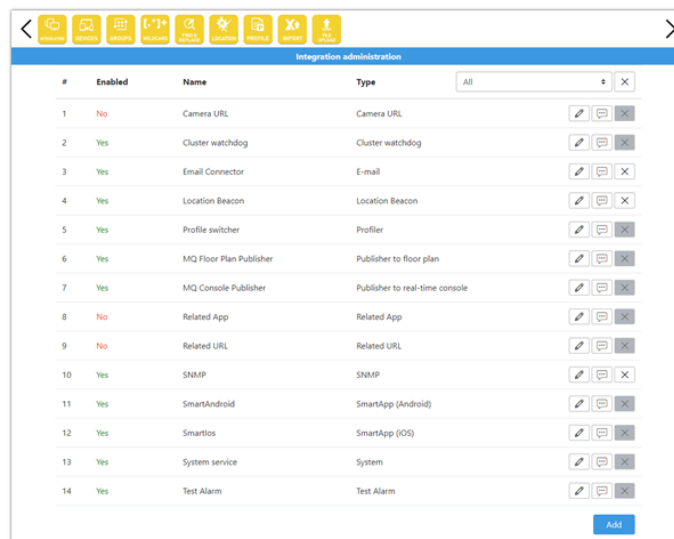 INTEGRATION DEVICES GROUPS WILDCARD FIND & REPLACE LOCATION PROFILE IMPORT FILE UPLOAD
Integration administration
# Enabled Name Type All
1 No Camera URL Camera URL
2 Yes Cluster watchdog Cluster watchdog
3 Yes Email Connector E-mail
4 Yes Location Beacon Location Beacon
5 Yes Profile switcher Profiler
6 Yes MQ Floor Plan Publisher Publisher to floor plan
7 Yes MQ Console Publisher Publisher to real-time console
8 No Related App Related App
9 No Related URL Related URL
10 Yes SNMP SNMP
11 Yes SmartAndroid SmartApp (Android)
12 Yes SmartIos SmartApp (iOS)
13 Yes System service System
14 Yes Test Alarm Test Alarm
Add